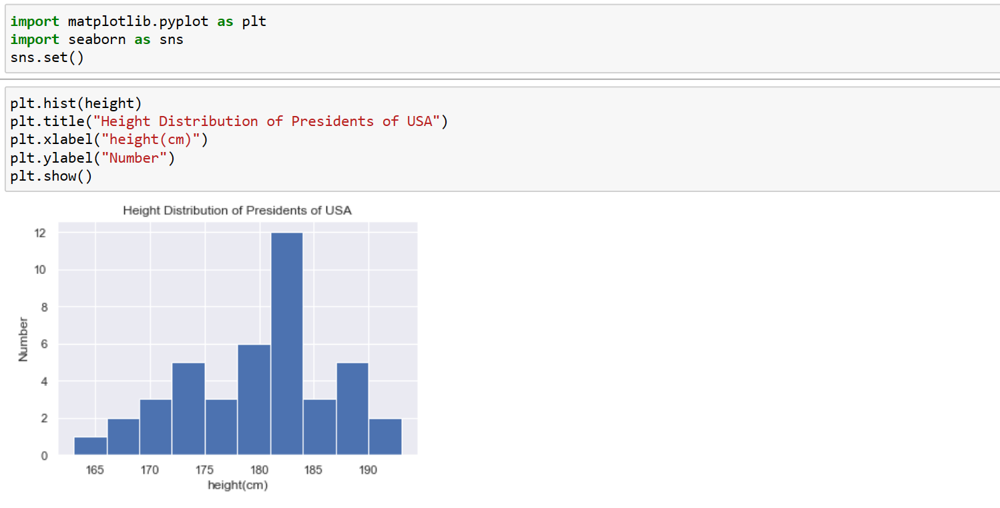 import matplotlib.pyplot as plt
import seaborn as sns
sns.set()
plt.hist(height)
plt.title("Height Distribution of Presidents of USA")
plt.xlabel("height(cm)")
plt.ylabel("Number")
plt.show()
Height Distribution of Presidents of USA
12
10
8
6
4
2
0
Number
165 170 175 180 185 190
height(cm)